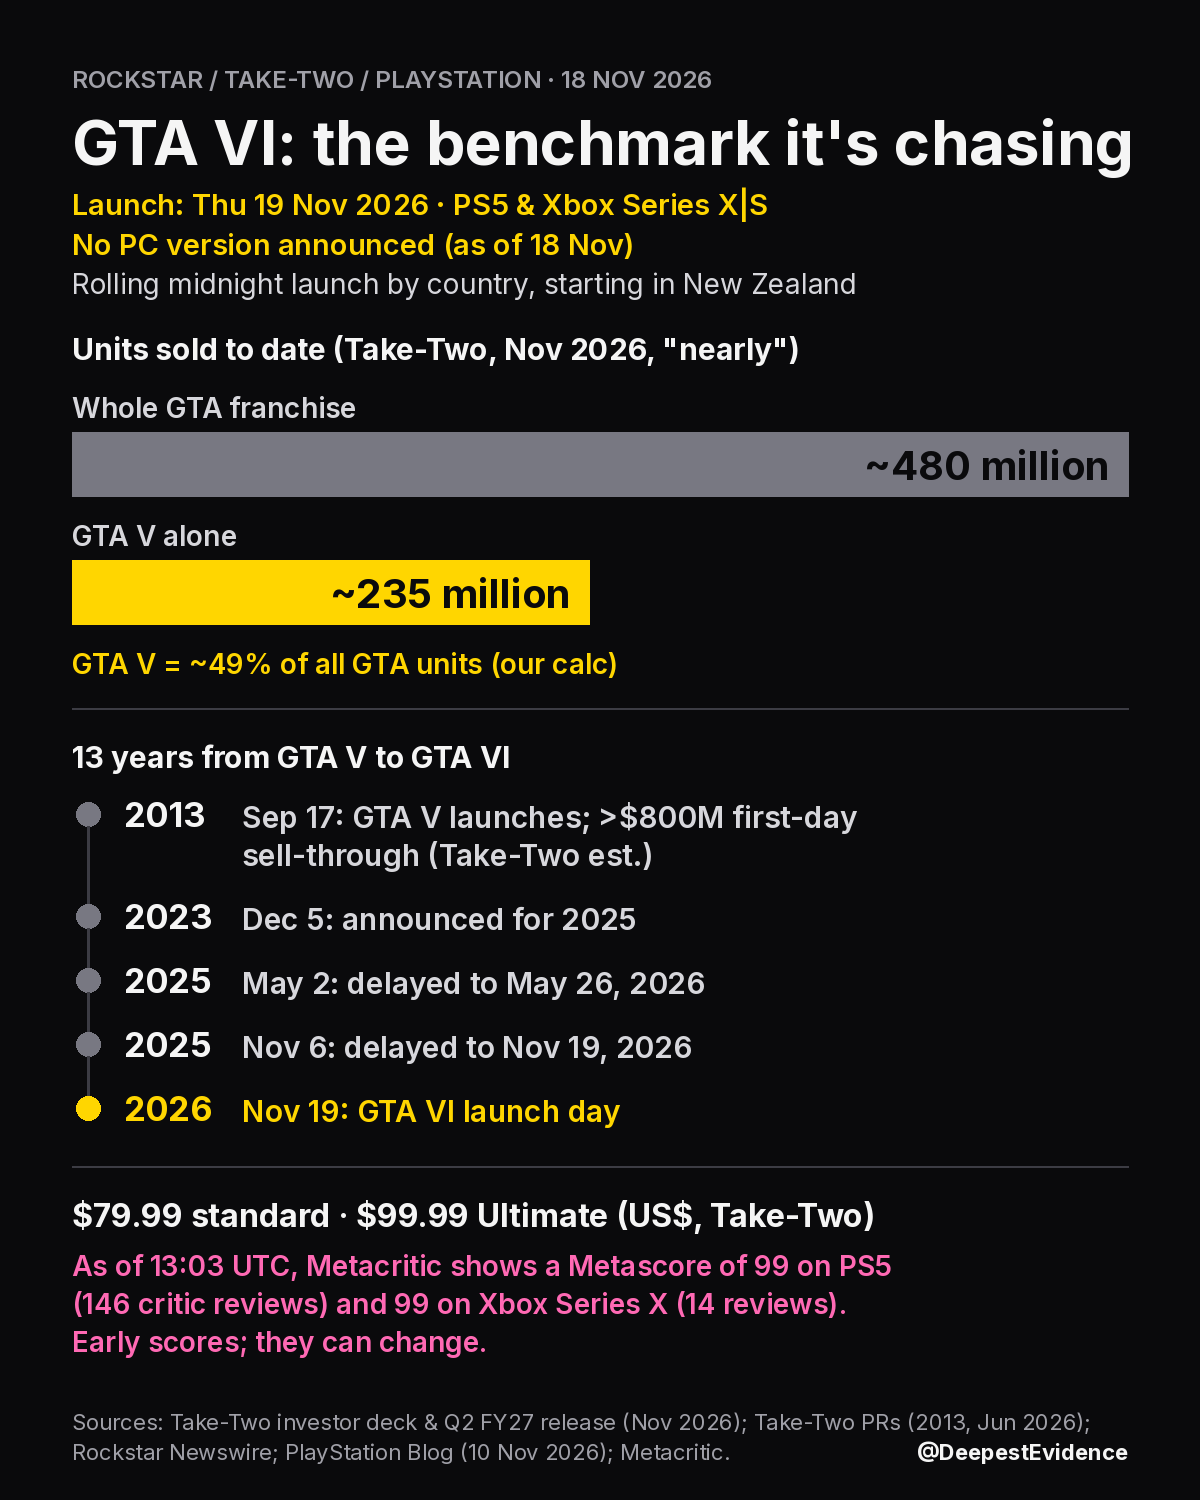 ROCKSTAR / TAKE-TWO / PLAYSTATION · 18 NOV 2026
GTA VI: the benchmark it's chasing
Launch: Thu 19 Nov 2026 · PS5 & Xbox Series X|S
No PC version announced (as of 18 Nov)
Rolling midnight launch by country, starting in New Zealand
Units sold to date (Take-Two, Nov 2026, "nearly")
Whole GTA franchise
~480 million
GTA V alone
~235 million
GTA V = ~49% of all GTA units (our calc)
13 years from GTA V to GTA VI
2013 Sep 17: GTA V launches; >$800M first-day
sell-through (Take-Two est.)
2023 Dec 5: announced for 2025
2025 May 2: delayed to May 26, 2026
2025 Nov 6: delayed to Nov 19, 2026
2026 Nov 19: GTA VI launch day
$79.99 standard · $99.99 Ultimate (US$, Take-Two)
As of 13:03 UTC, Metacritic shows a Metascore of 99 on PS5
(146 critic reviews) and 99 on Xbox Series X (14 reviews).
Early scores; they can change.
Sources: Take-Two investor deck & Q2 FY27 release (Nov 2026); Take-Two PRs (2013, Jun 2026);
Rockstar Newswire; PlayStation Blog (10 Nov 2026); Metacritic.
@DeepestEvidence